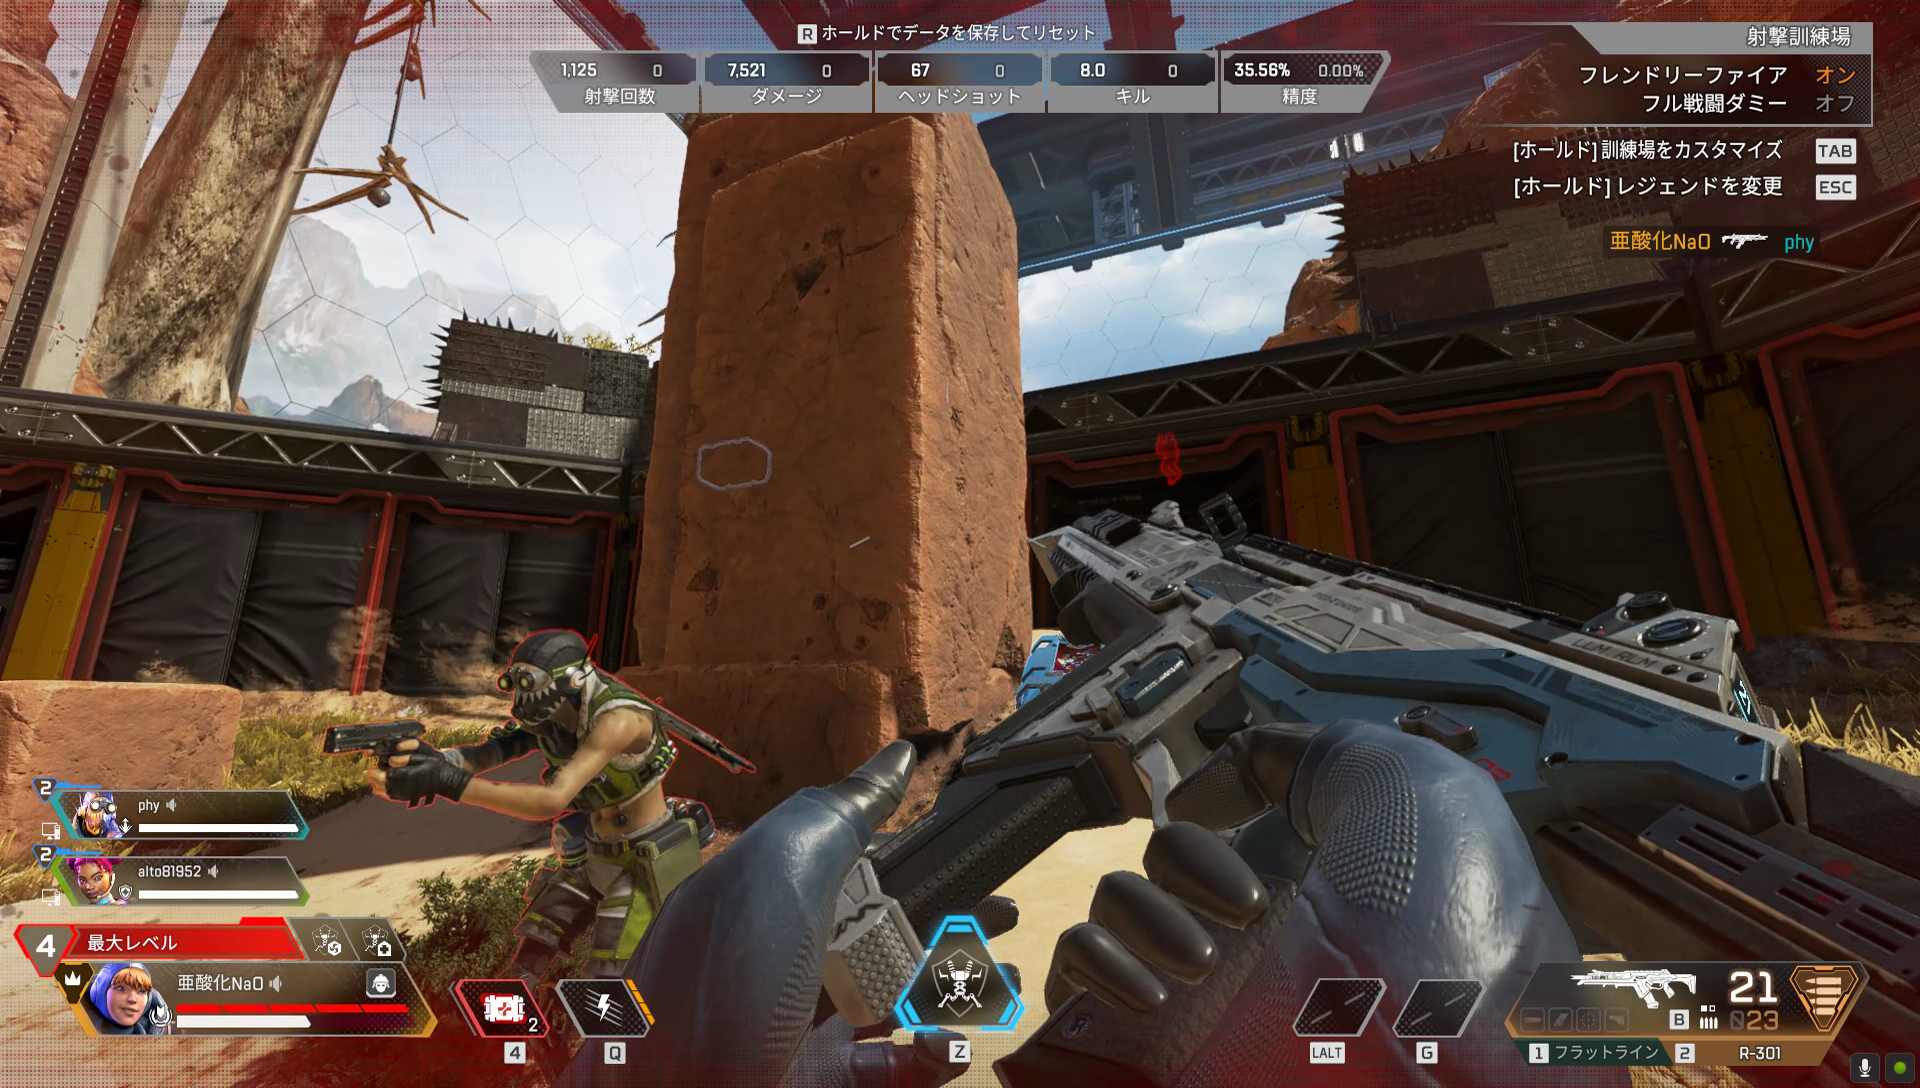 R ホールドでデータを保存してリセット
1,125 0
射撃回数
7,521 0
ダメージ
67 0
ヘッドショット
8.0 0
キル
35.56% 0.00%
精度
射撃訓練場
フレンドリーファイア オン
フル戦闘ダミー オフ
[ホールド]訓練場をカスタマイズ TAB
[ホールド]レジェンドを変更 ESC
亜酸化NaO phy
2
phy
2
alto81952
4 最大レベル
亜酸化NaO
2
4
Q
Z
LALT
G
B
21
023
1 フラットライン
2 R-301